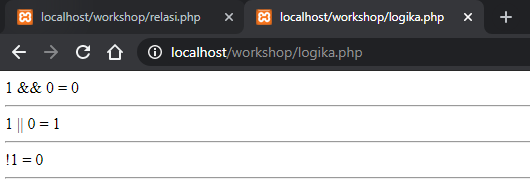 localhost/workshop/relasi.php
localhost/workshop/logika.php
localhost/workshop/logika.php
1 && 0 = 0
1 || 0 = 1
!1 = 0